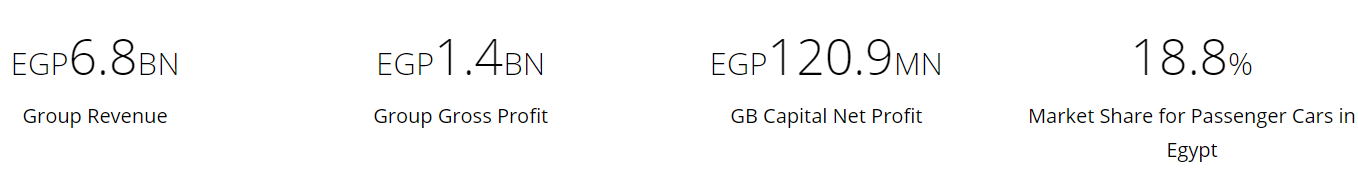 EGP6.8BN
Group Revenue
EGP1.4BN
Group Gross Profit
EGP120.9MN
GB Capital Net Profit
18.8%
Market Share for Passenger Cars in
Egypt